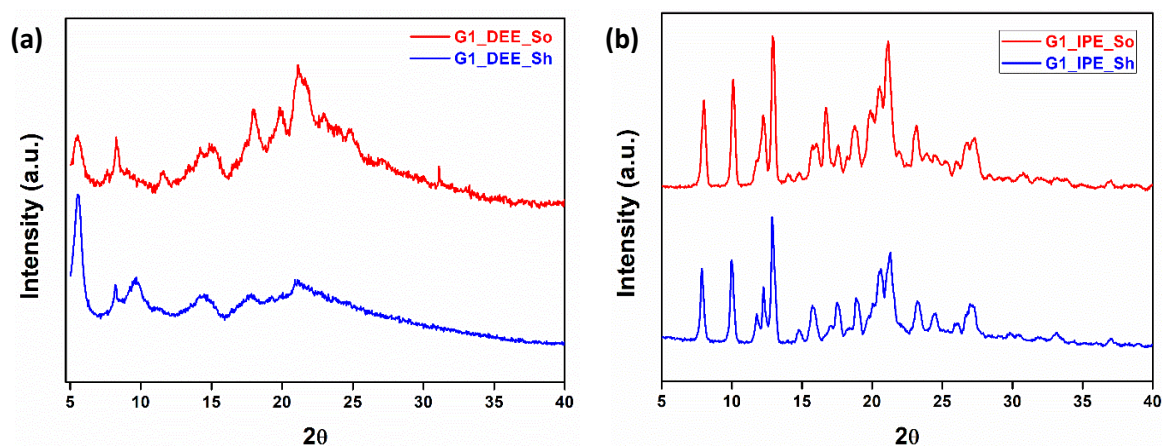 (a)
G1_DEE_So
G1_DEE_Sh
Intensity (a.u.)
5 10 15 20 25 30 35 40
2θ
(b)
G1_IPE_So
G1_IPE_Sh
Intensity (a.u.)
5 10 15 20 25 30 35 40
2θ